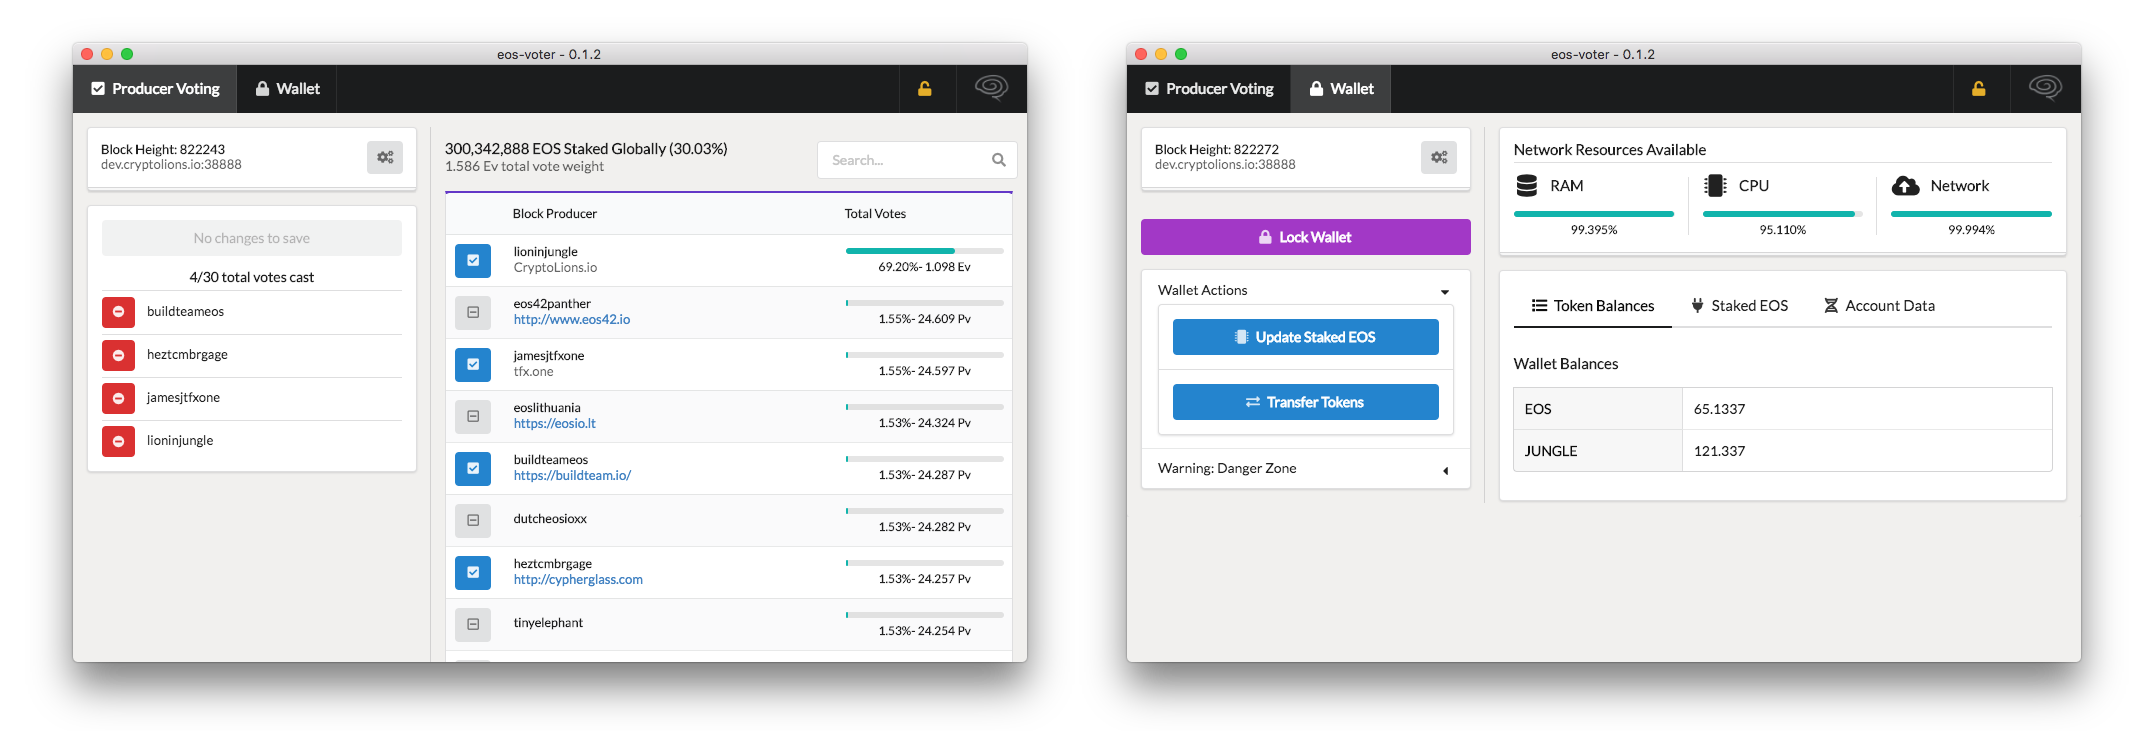 eos-voter - 0.1.2
Producer Voting
Wallet
Block Height: 822243
dev.cryptolions.io:38888
No changes to save
4/30 total votes cast
buildteameos
heztcmbrgage
jamesjtfxone
lioninjungle
300,342,888 EOS Staked Globally (30.03%)
1.586 Ev total vote weight
Search...
Block Producer Total Votes
lioninjungle
CryptoLions.io
69.20%- 1.098 Ev
eos42panther
http://www.eos42.io
1.55%- 24.609 Pv
jamesjtfxone
tfx.one
1.55%- 24.597 Pv
eoslithuania
https://eosio.lt
1.53%- 24.324 Pv
buildteameos
https://buildteam.io/
1.53%- 24.287 Pv
dutcheosioxx
1.53%- 24.282 Pv
heztcmbrgage
http://cypherglass.com
1.53%- 24.257 Pv
tinyelephant
1.53%- 24.254 Pv
eos-voter - 0.1.2
Producer Voting
Wallet
Block Height: 822272
dev.cryptolions.io:38888
Lock Wallet
Wallet Actions
Update Staked EOS
Transfer Tokens
Warning: Danger Zone
Network Resources Available
RAM
99.395%
CPU
95.110%
Network
99.994%
Token Balances
Staked EOS
Account Data
Wallet Balances
EOS 65.1337
JUNGLE 121.337